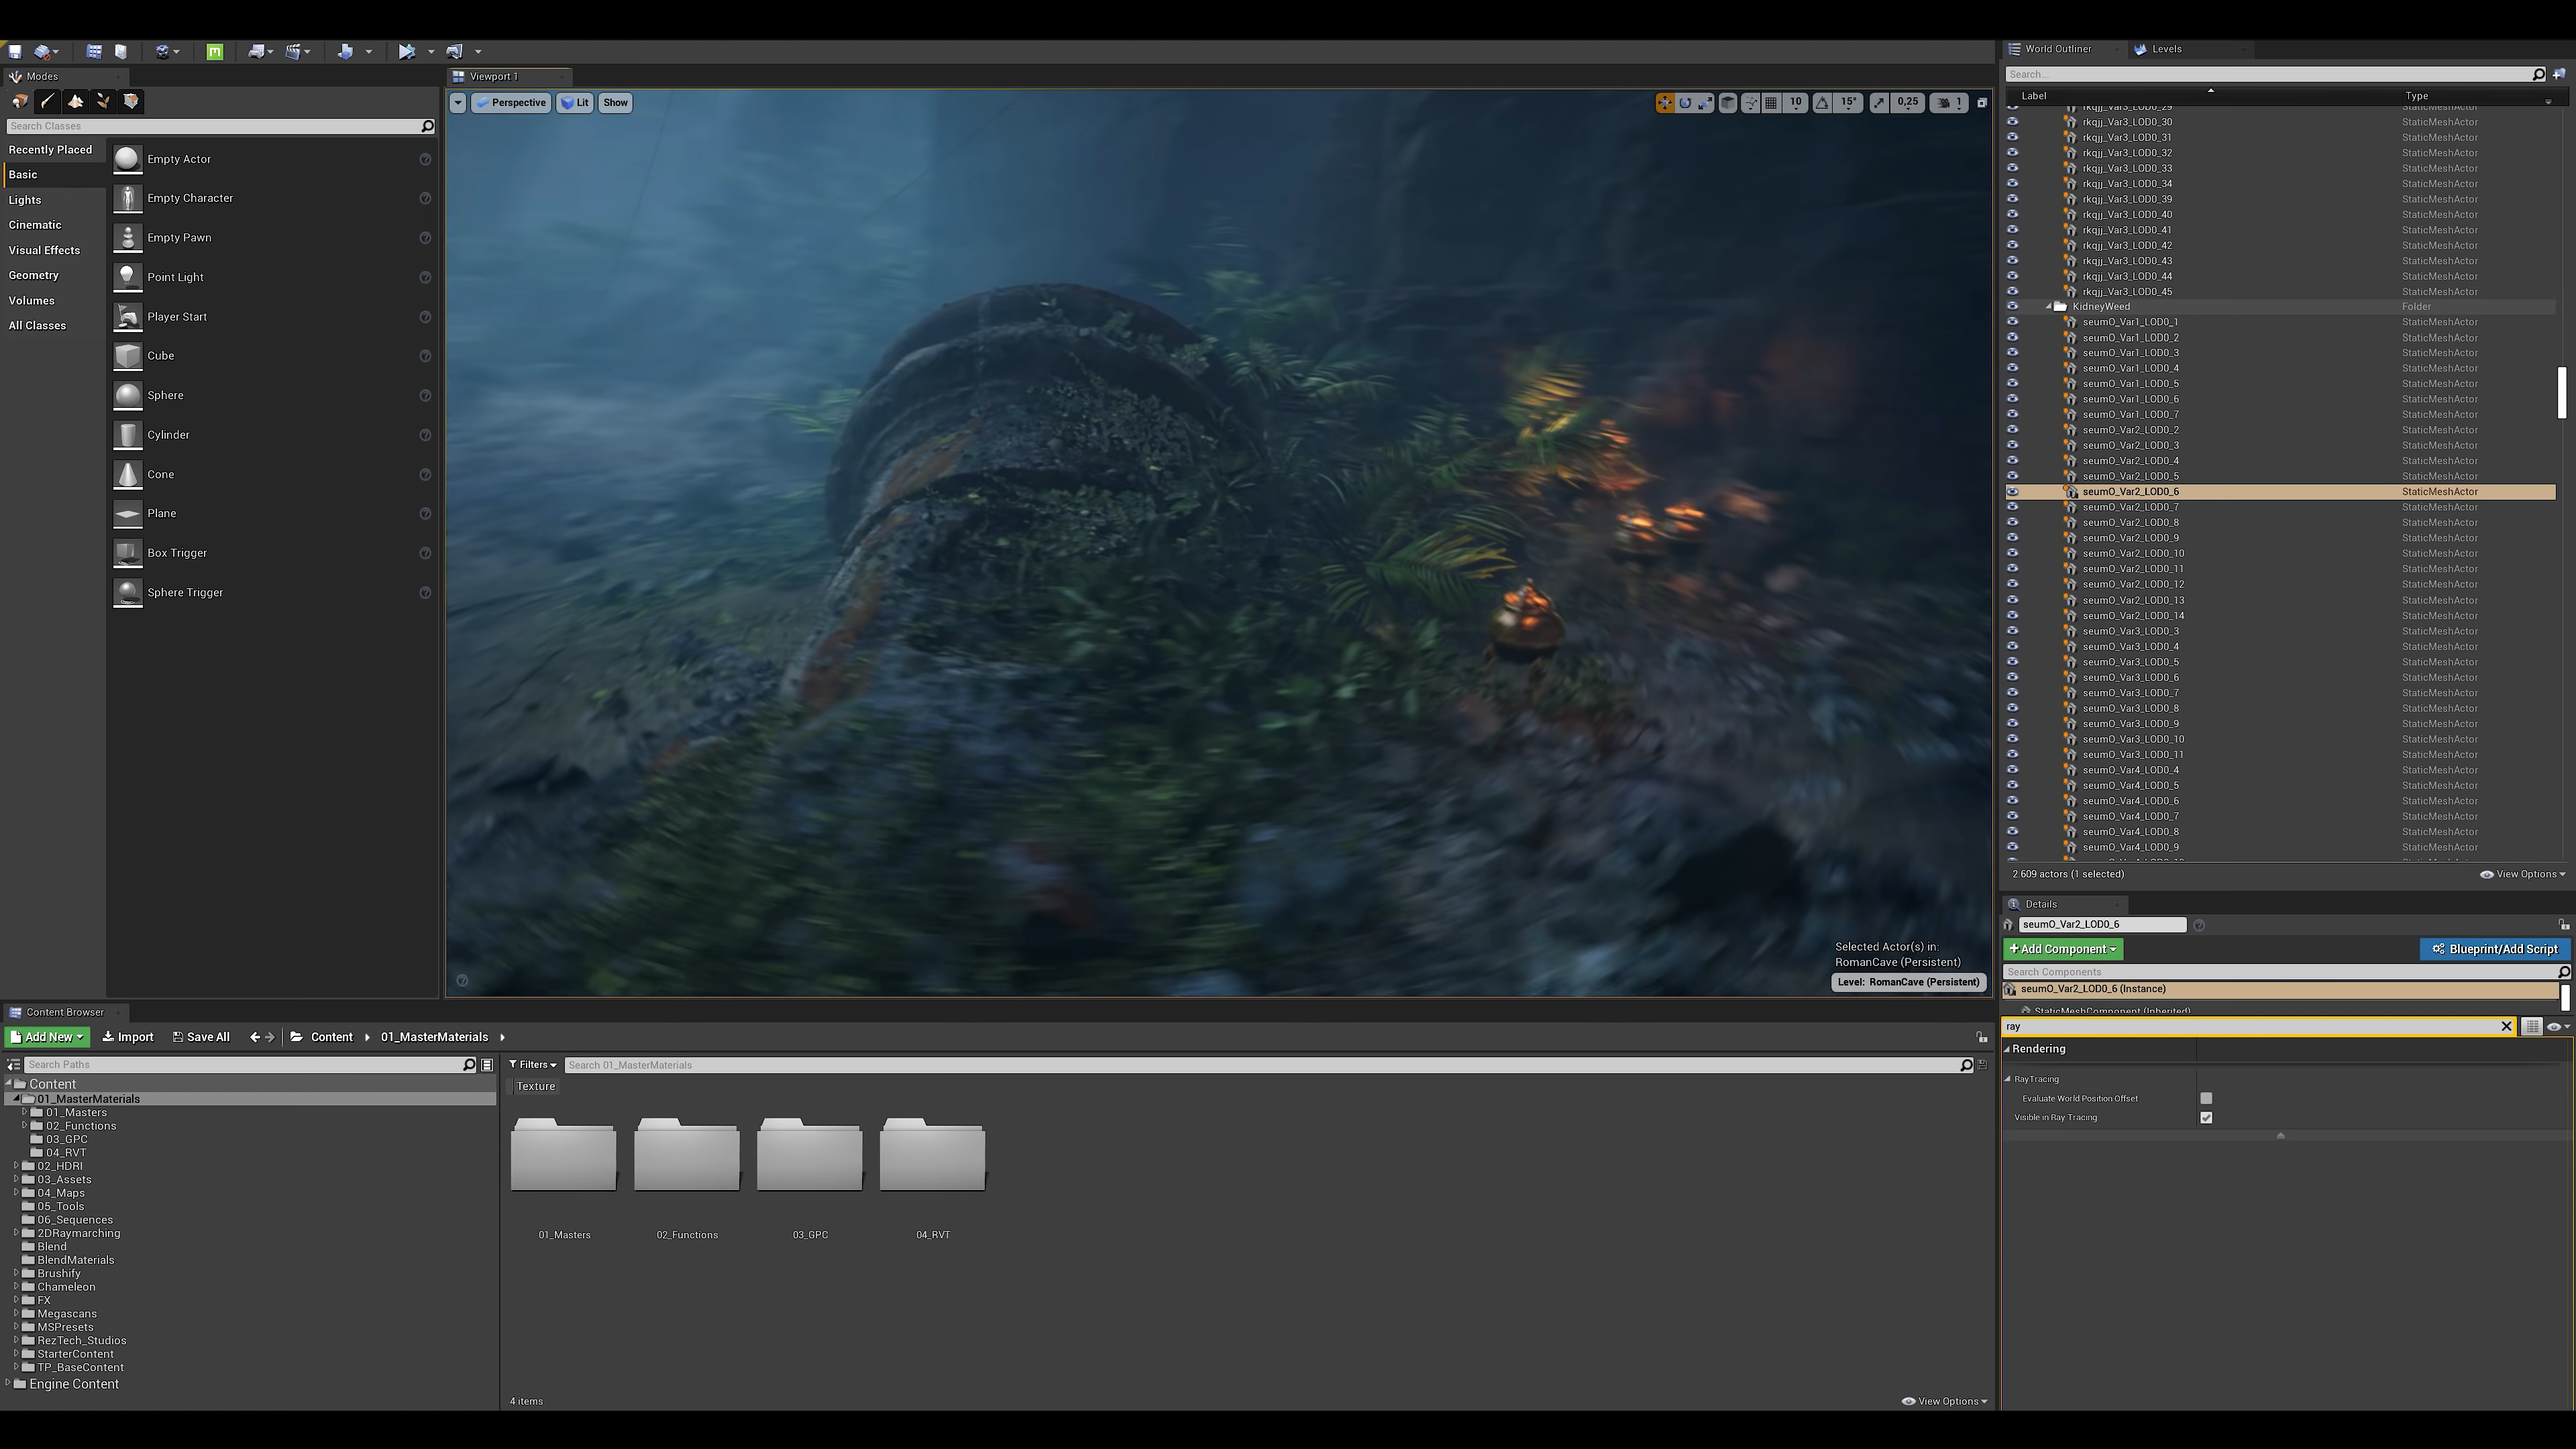 Modes
Search Classes
Recently Placed
Basic
Lights
Cinematic
Visual Effects
Geometry
Volumes
All Classes
Empty Actor
Empty Character
Empty Pawn
Point Light
Player Start
Cube
Sphere
Cylinder
Cone
Plane
Box Trigger
Sphere Trigger
Viewport 1
Perspective
Lit
Show
10
15°
0,25
1
Selected Actor(s) in:
RomanCave (Persistent)
Level: RomanCave (Persistent)
World Outliner
Levels
Search...
Label Type
rkqjj_Var3_LOD0_29 StaticMeshActor
rkqjj_Var3_LOD0_30 StaticMeshActor
rkqjj_Var3_LOD0_31 StaticMeshActor
rkqjj_Var3_LOD0_32 StaticMeshActor
rkqjj_Var3_LOD0_33 StaticMeshActor
rkqjj_Var3_LOD0_34 StaticMeshActor
rkqjj_Var3_LOD0_39 StaticMeshActor
rkqjj_Var3_LOD0_40 StaticMeshActor
rkqjj_Var3_LOD0_41 StaticMeshActor
rkqjj_Var3_LOD0_42 StaticMeshActor
rkqjj_Var3_LOD0_43 StaticMeshActor
rkqjj_Var3_LOD0_44 StaticMeshActor
rkqjj_Var3_LOD0_45 StaticMeshActor
KidneyWeed Folder
seumO_Var1_LOD0_1 StaticMeshActor
seumO_Var1_LOD0_2 StaticMeshActor
seumO_Var1_LOD0_3 StaticMeshActor
seumO_Var1_LOD0_4 StaticMeshActor
seumO_Var1_LOD0_5 StaticMeshActor
seumO_Var1_LOD0_6 StaticMeshActor
seumO_Var1_LOD0_7 StaticMeshActor
seumO_Var2_LOD0_2 StaticMeshActor
seumO_Var2_LOD0_3 StaticMeshActor
seumO_Var2_LOD0_4 StaticMeshActor
seumO_Var2_LOD0_5 StaticMeshActor
seumO_Var2_LOD0_6 StaticMeshActor
seumO_Var2_LOD0_7 StaticMeshActor
seumO_Var2_LOD0_8 StaticMeshActor
seumO_Var2_LOD0_9 StaticMeshActor
seumO_Var2_LOD0_10 StaticMeshActor
seumO_Var2_LOD0_11 StaticMeshActor
seumO_Var2_LOD0_12 StaticMeshActor
seumO_Var2_LOD0_13 StaticMeshActor
seumO_Var2_LOD0_14 StaticMeshActor
seumO_Var3_LOD0_3 StaticMeshActor
seumO_Var3_LOD0_4 StaticMeshActor
seumO_Var3_LOD0_5 StaticMeshActor
seumO_Var3_LOD0_6 StaticMeshActor
seumO_Var3_LOD0_7 StaticMeshActor
seumO_Var3_LOD0_8 StaticMeshActor
seumO_Var3_LOD0_9 StaticMeshActor
seumO_Var3_LOD0_10 StaticMeshActor
seumO_Var3_LOD0_11 StaticMeshActor
seumO_Var4_LOD0_4 StaticMeshActor
seumO_Var4_LOD0_5 StaticMeshActor
seumO_Var4_LOD0_6 StaticMeshActor
seumO_Var4_LOD0_7 StaticMeshActor
seumO_Var4_LOD0_8 StaticMeshActor
seumO_Var4_LOD0_9 StaticMeshActor
2.609 actors (1 selected)
View Options
Details
seumO_Var2_LOD0_6
Add Component
Blueprint/Add Script
Search Components
seumO_Var2_LOD0_6 (Instance)
StaticMeshComponent (Inherited)
ray
Rendering
RayTracing
Evaluate World Position Offset
Visible in Ray Tracing
Content Browser
Add New
Import
Save All
Content
01_MasterMaterials
Search Paths
Content
01_MasterMaterials
01_Masters
02_Functions
03_GPC
04_RVT
02_HDRI
03_Assets
04_Maps
05_Tools
06_Sequences
2DRaymarching
Blend
BlendMaterials
Brushify
Chameleon
FX
Megascans
MSPresets
RezTech_Studios
StarterContent
TP_BaseContent
Engine Content
Filters
Search 01_MasterMaterials
Texture
01_Masters
02_Functions
03_GPC
04_RVT
4 items
View Options